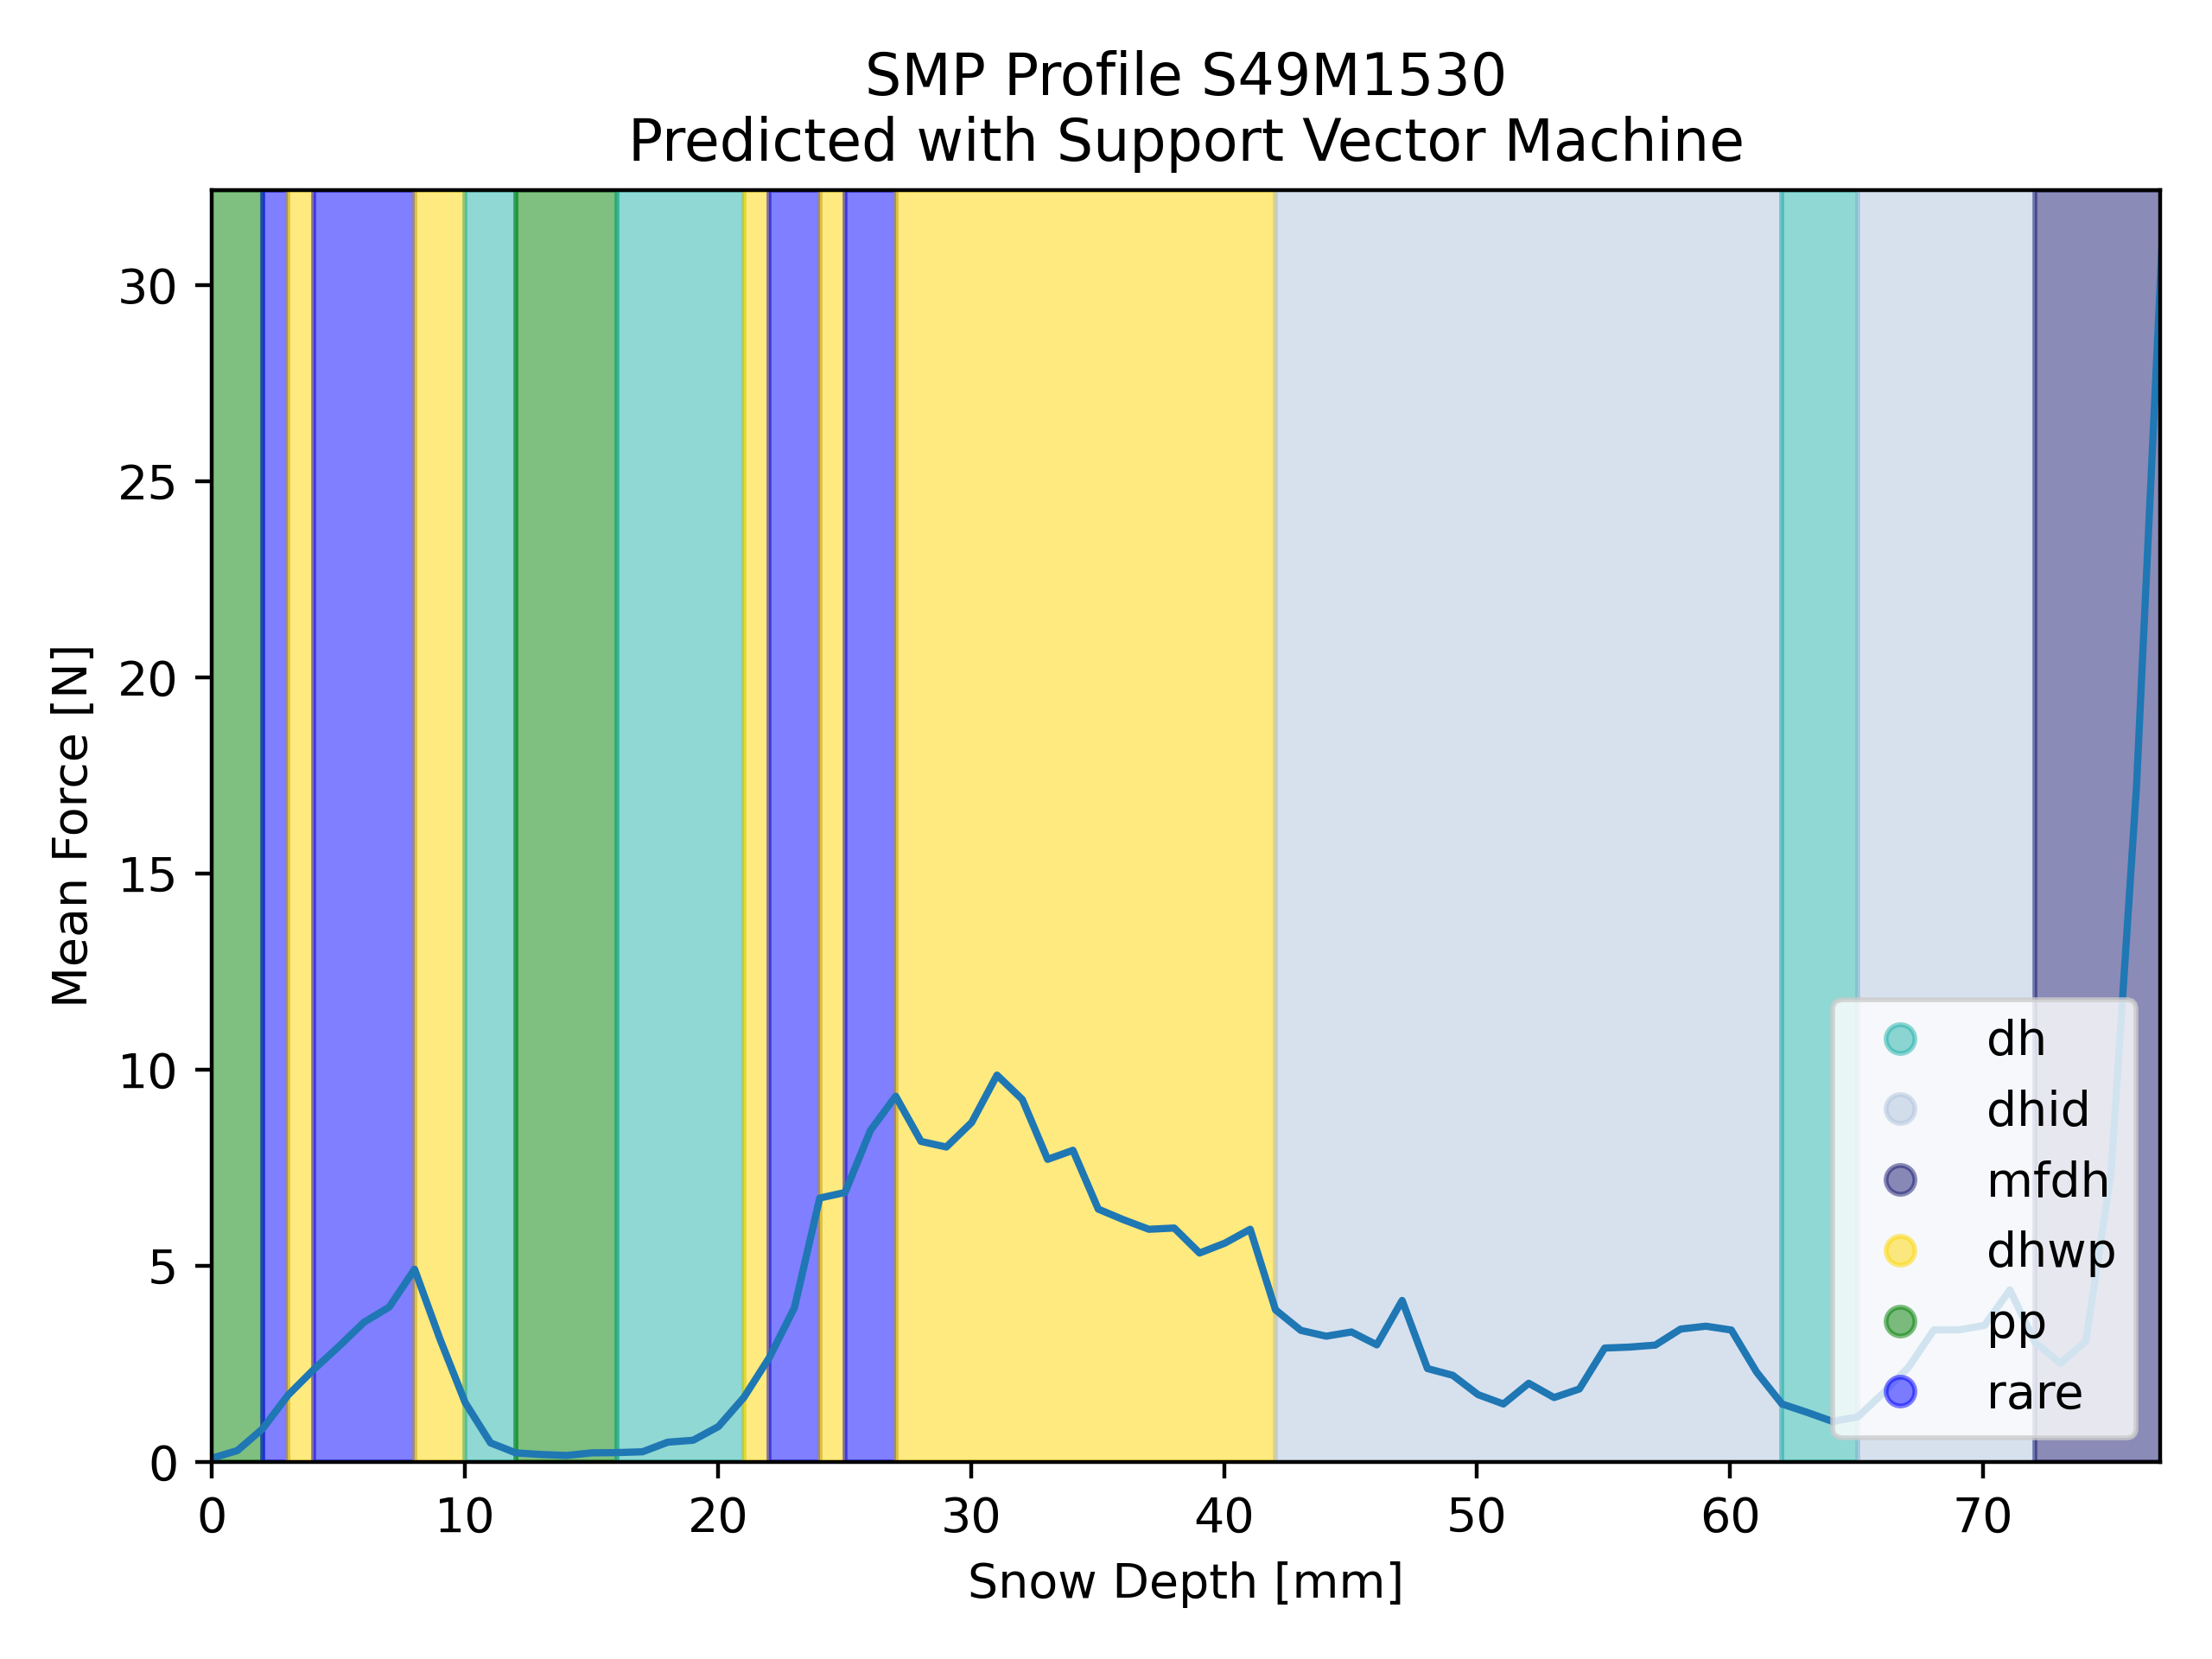 SMP Profile S49M1530
Predicted with Support Vector Machine
Mean Force [N]
30
25
20
15
10
5
0
0 10 20 30 40 50 60 70
Snow Depth [mm]
dh
dhid
mfdh
dhwp
pp
rare